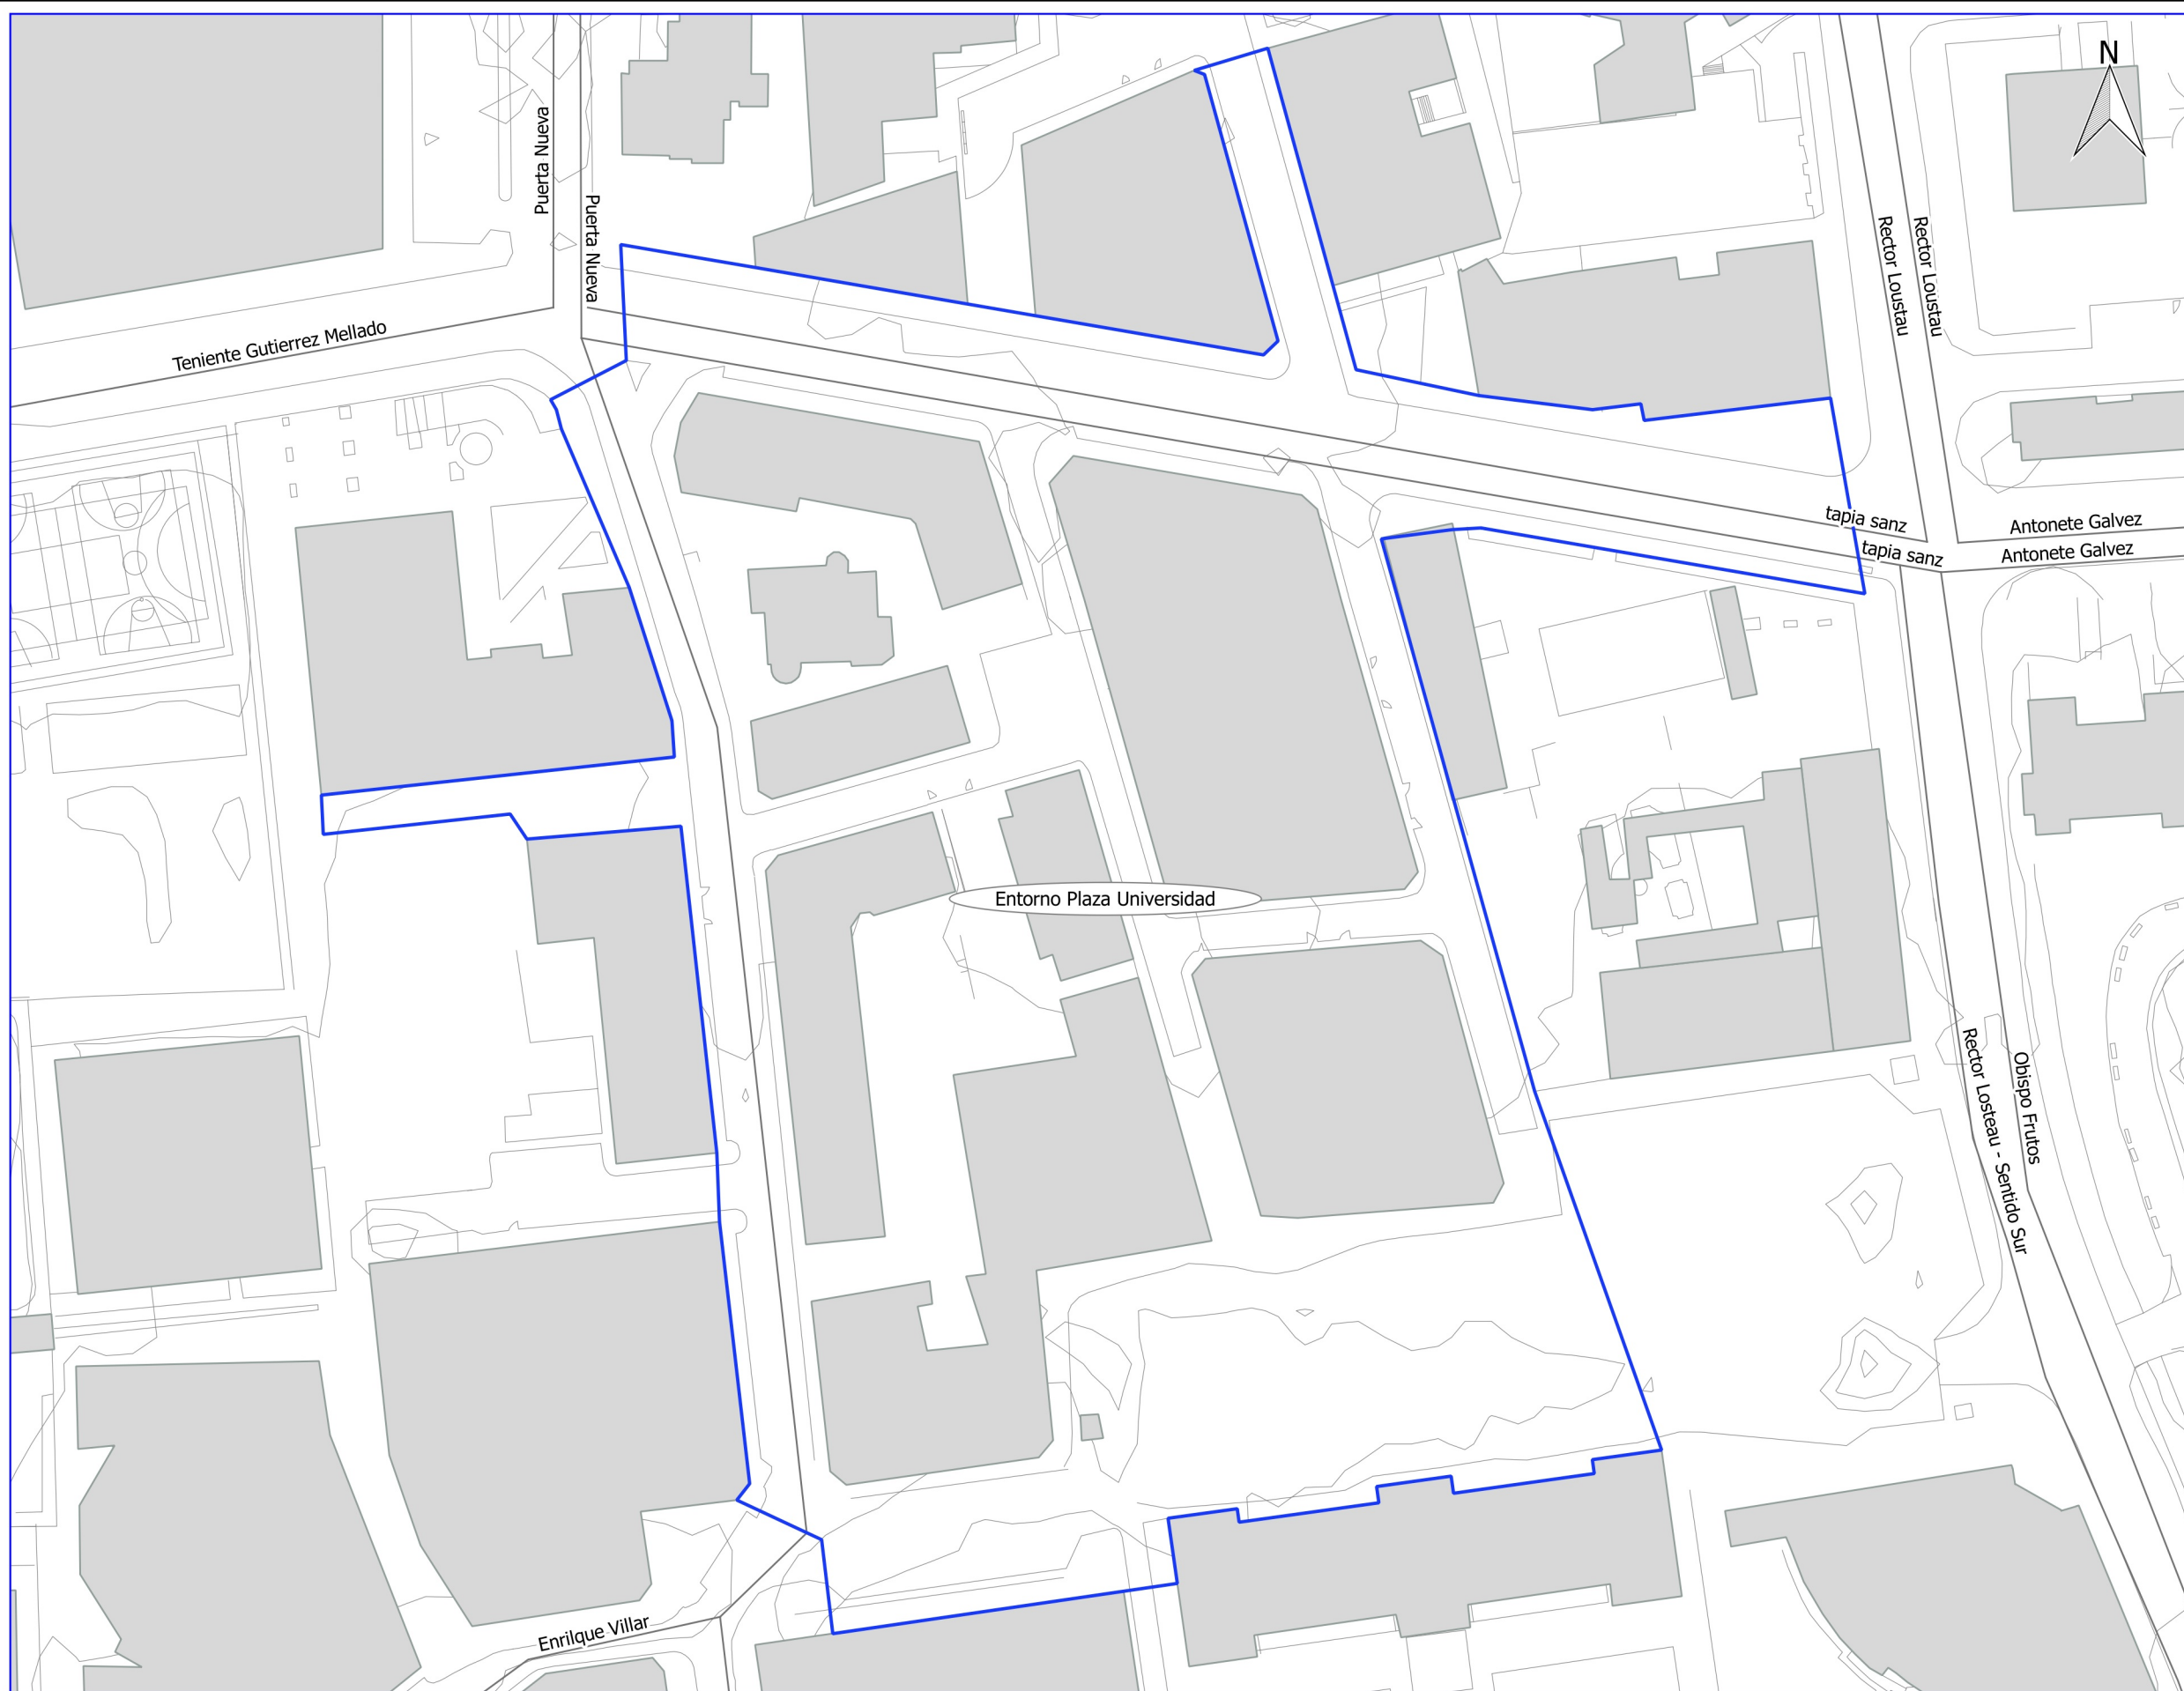 N
Puerta Nueva
Puerta Nueva
Rector Loustau
Rector Loustau
Teniente Gutierrez Mellado
tapia sanz
Antonete Galvez
tapia sanz
Antonete Galvez
Entorno Plaza Universidad
Rector Losteau - Sentido Sur
Obispo Frutos
Enrilque Villar